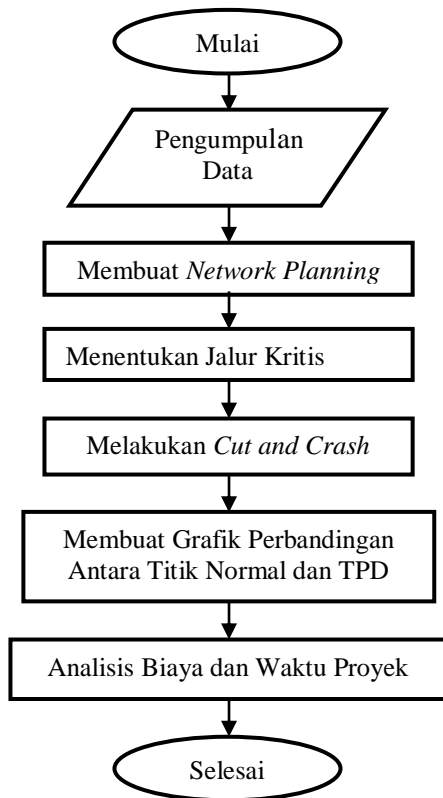 Mulai
Pengumpulan
Data
Membuat Network Planning
Menentukan Jalur Kritis
Melakukan Cut and Crash
Membuat Grafik Perbandingan
Antara Titik Normal dan TPD
Analisis Biaya dan Waktu Proyek
Selesai